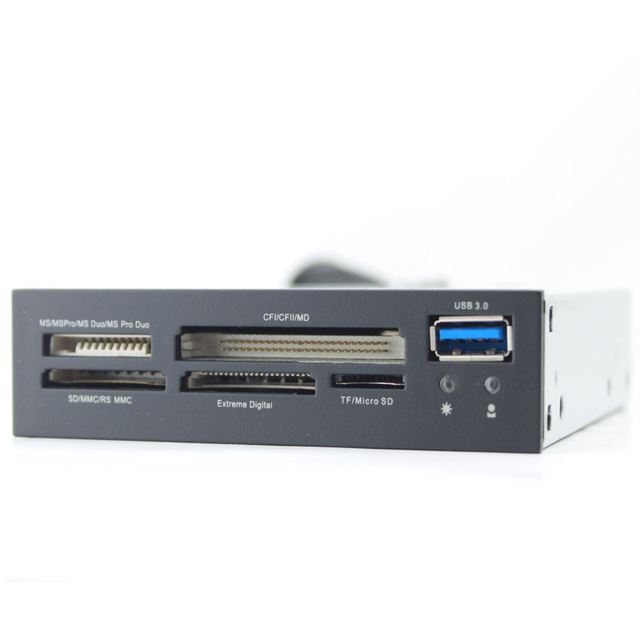 USB 3.0
CFI/CFII/MD
MS/MSPro/MS Duo/MS Pro Duo
SD/MMC/RS MMC
Extreme Digital
TF/Micro SD